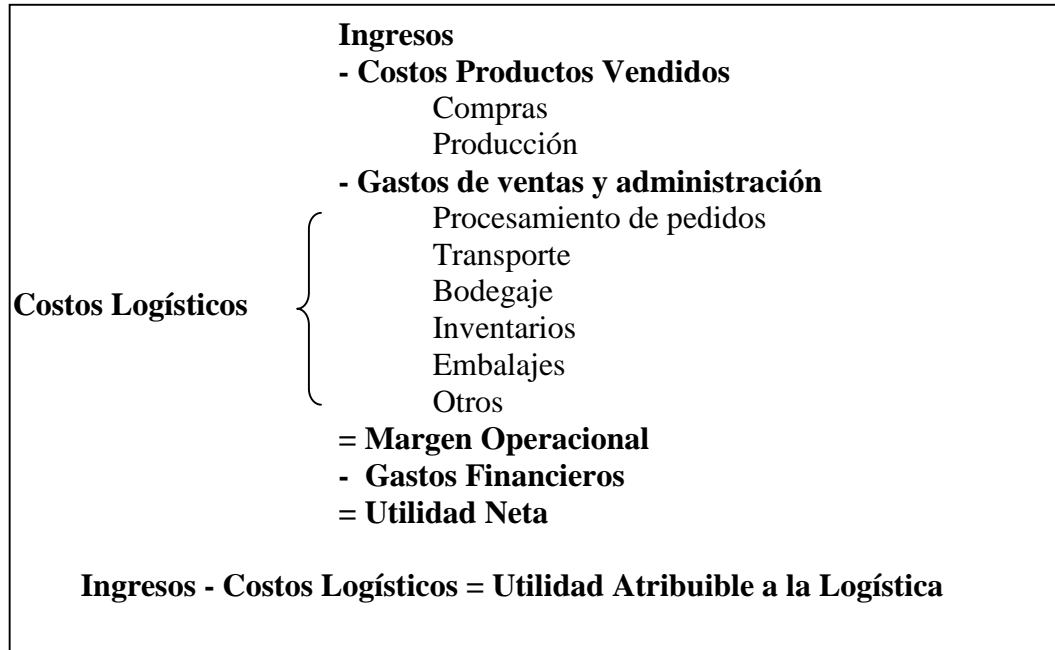 Ingresos
- Costos Productos Vendidos
Compras
Producción
- Gastos de ventas y administración
Procesamiento de pedidos
Transporte
Bodegaje
Costos Logísticos
Inventarios
Embalajes
Otros
= Margen Operacional
- Gastos Financieros
= Utilidad Neta
Ingresos - Costos Logísticos = Utilidad Atribuible a la Logística